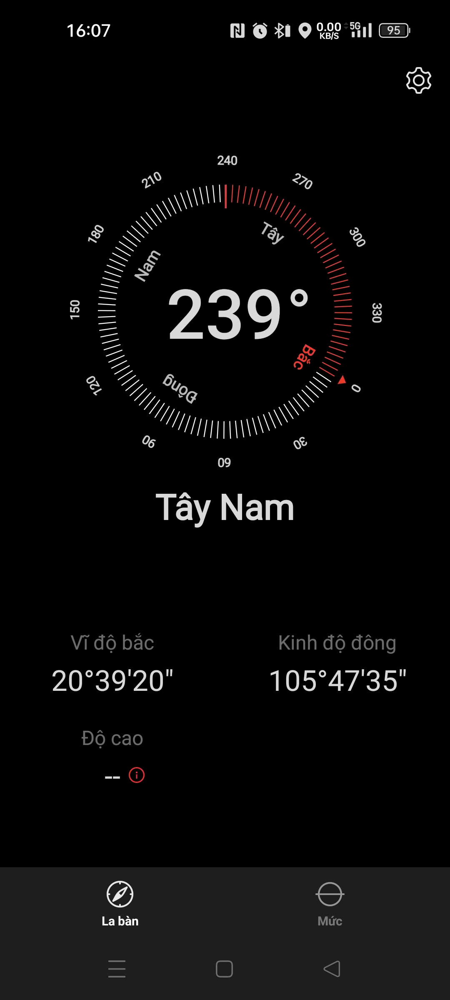 16:07
0.00 KB/S 5G 95
240
210 270
180 300
Tây
Nam
239°
150 330
Bắc
Đông
120 0
90 30
60
Tây Nam
Vĩ độ bắc Kinh độ đông
20°39'20" 105°47'35"
Độ cao
--
La bàn Mức